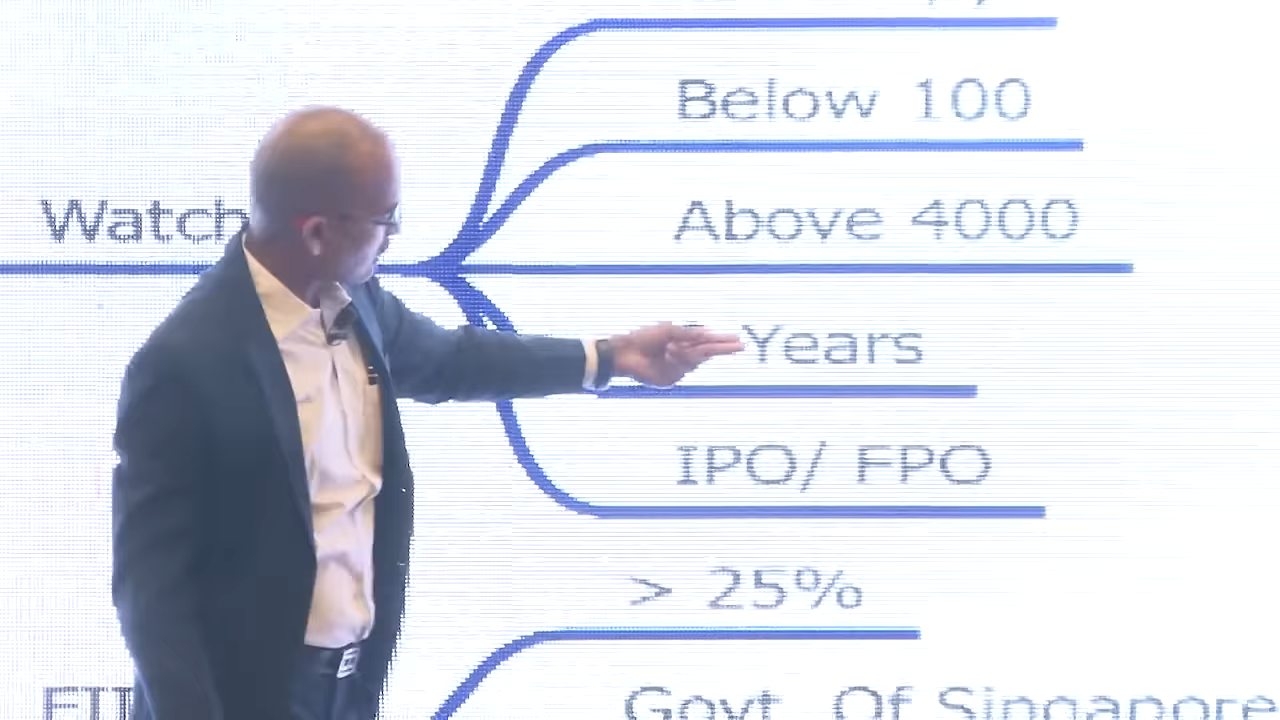 Below 100
Watch
Above 4000
Years
IPO/ FPO
> 25%
Govt. Of Singapore